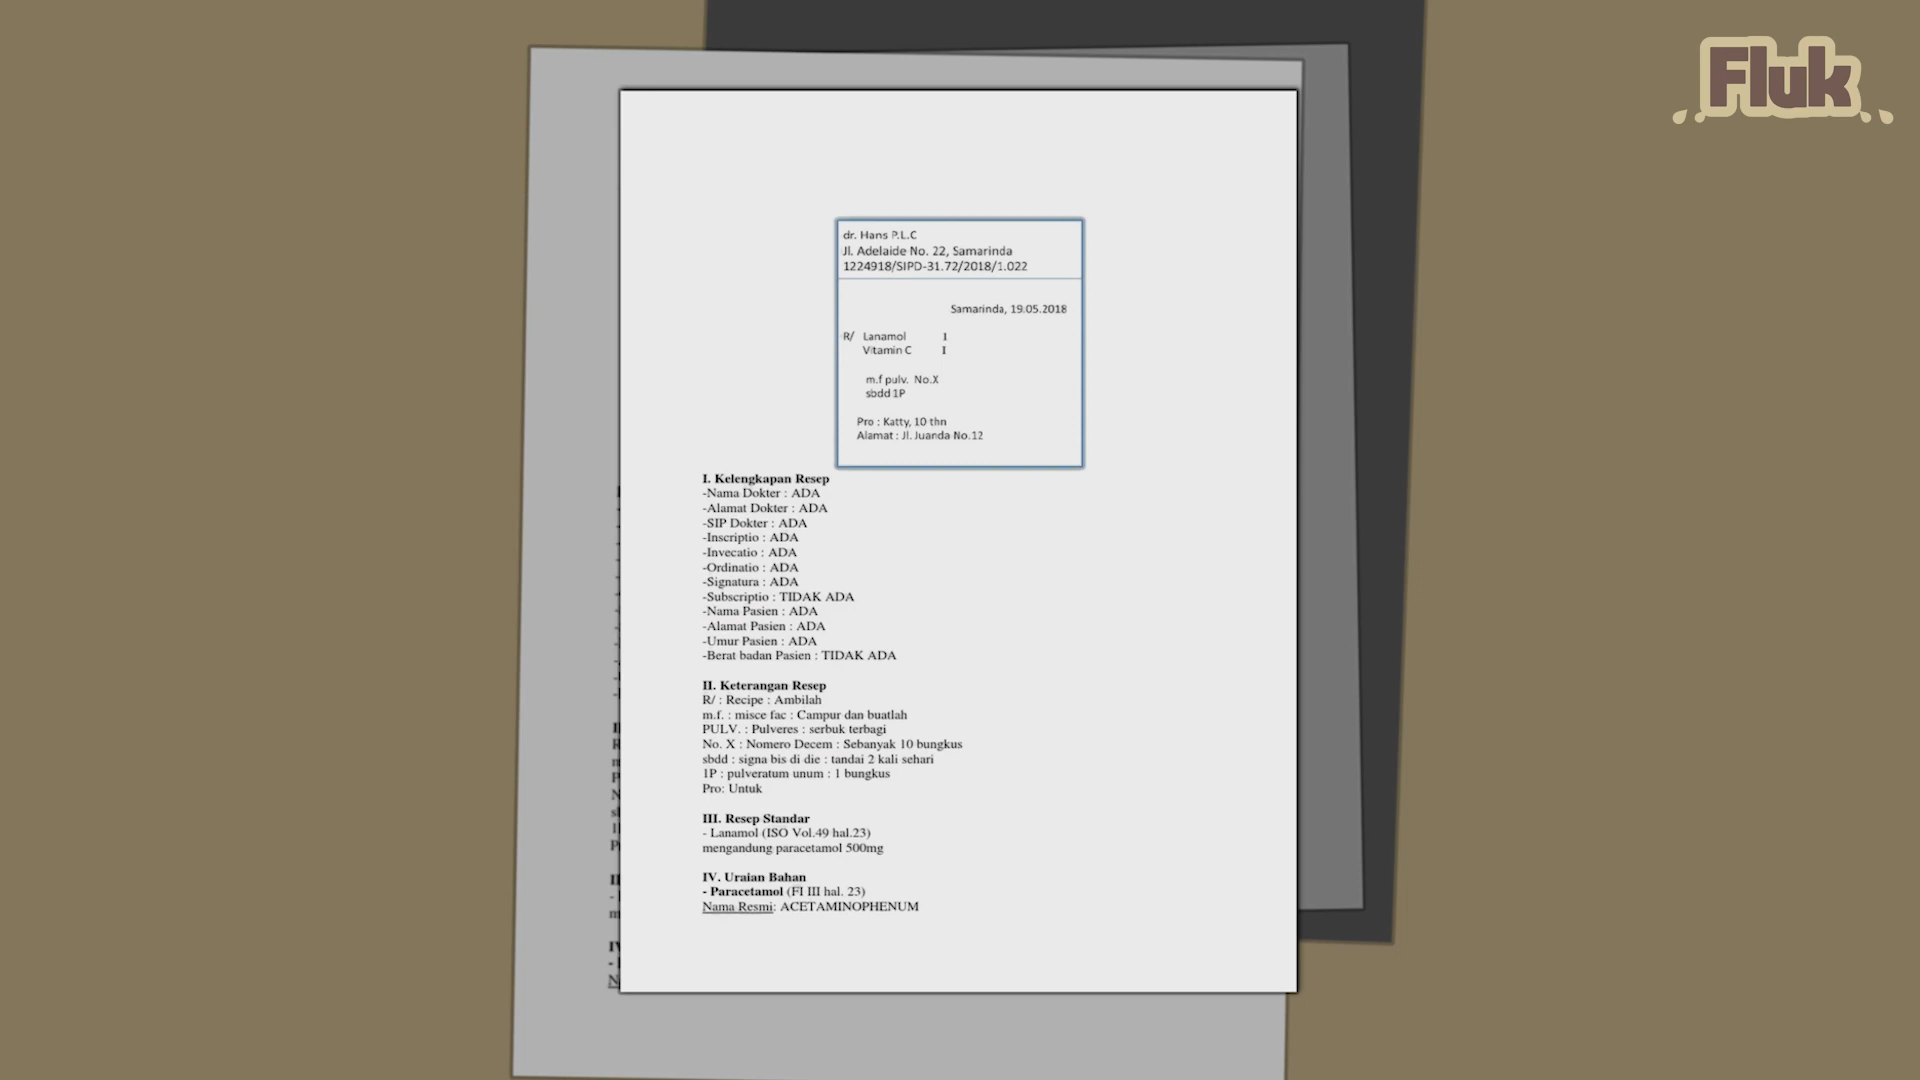 Fluk
dr. Hans P.L.C
Jl. Adelaide No. 22, Samarinda
1224918/SIPD-31.72/2018/1.022
Samarinda, 19.05.2018
R/ Lanamol I
Vitamin C I
m.f pulv. No.X
sbdd 1P
Pro : Katty, 10 thn
Alamat : Jl. Juanda No.12
I. Kelengkapan Resep
-Nama Dokter : ADA
-Alamat Dokter : ADA
-SIP Dokter : ADA
-Inscriptio : ADA
-Invecatio : ADA
-Ordinatio : ADA
-Signatura : ADA
-Subscriptio : TIDAK ADA
-Nama Pasien : ADA
-Alamat Pasien : ADA
-Umur Pasien : ADA
-Berat badan Pasien : TIDAK ADA
II. Keterangan Resep
R/ : Recipe : Ambilah
m.f. : misce fac : Campur dan buatlah
PULV. : Pulveres : serbuk terbagi
No. X : Nomero Decem : Sebanyak 10 bungkus
sbdd : signa bis di die : tandai 2 kali sehari
1P : pulveratum unum : 1 bungkus
Pro: Untuk
III. Resep Standar
- Lanamol (ISO Vol.49 hal.23)
mengandung paracetamol 500mg
IV. Uraian Bahan
- Paracetamol (FI III hal. 23)
Nama Resmi: ACETAMINOPHENUM